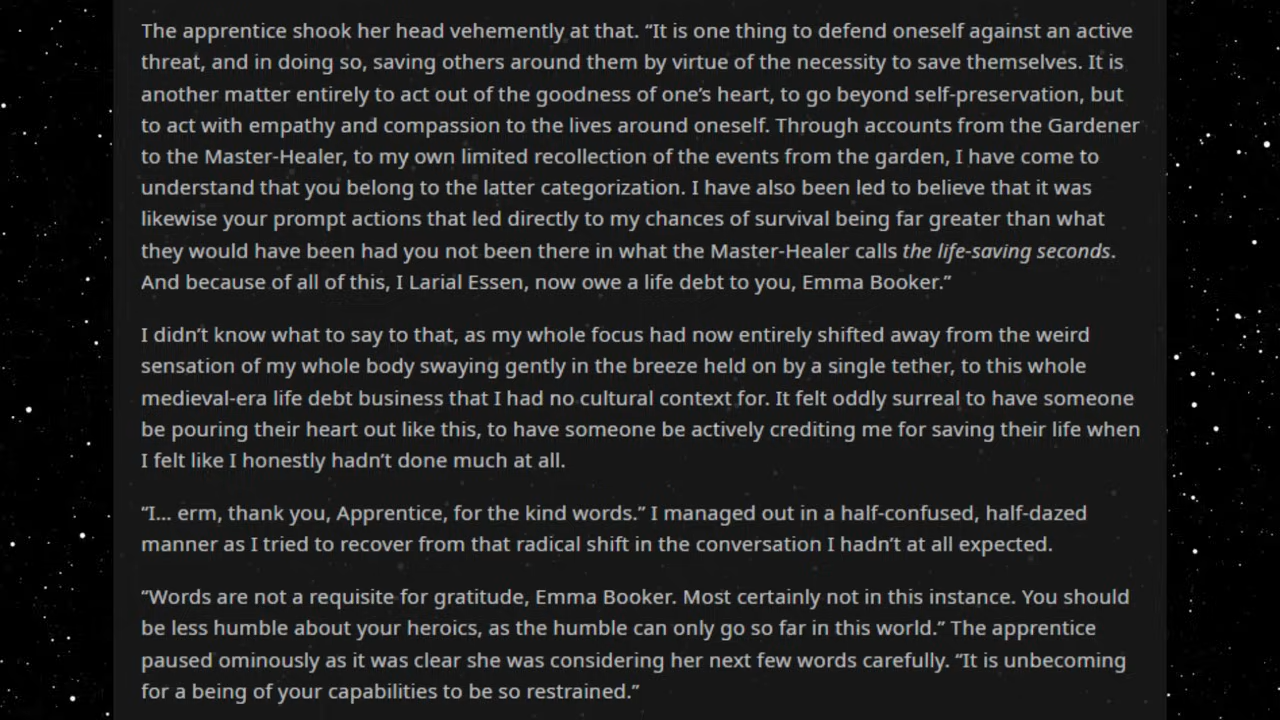 The apprentice shook her head vehemently at that. “It is one thing to defend oneself against an active
threat, and in doing so, saving others around them by virtue of the necessity to save themselves. It is
another matter entirely to act out of the goodness of one’s heart, to go beyond self-preservation, but
to act with empathy and compassion to the lives around oneself. Through accounts from the Gardener
to the Master-Healer, to my own limited recollection of the events from the garden, I have come to
understand that you belong to the latter categorization. I have also been led to believe that it was
likewise your prompt actions that led directly to my chances of survival being far greater than what
they would have been had you not been there in what the Master-Healer calls the life-saving seconds.
And because of all of this, I Larial Essen, now owe a life debt to you, Emma Booker.”
I didn’t know what to say to that, as my whole focus had now entirely shifted away from the weird
sensation of my whole body swaying gently in the breeze held on by a single tether, to this whole
medieval-era life debt business that I had no cultural context for. It felt oddly surreal to have someone
be pouring their heart out like this, to have someone be actively crediting me for saving their life when
I felt like I honestly hadn’t done much at all.
“I... erm, thank you, Apprentice, for the kind words.” I managed out in a half-confused, half-dazed
manner as I tried to recover from that radical shift in the conversation I hadn’t at all expected.
“Words are not a requisite for gratitude, Emma Booker. Most certainly not in this instance. You should
be less humble about your heroics, as the humble can only go so far in this world.” The apprentice
paused ominously as it was clear she was considering her next few words carefully. “It is unbecoming
for a being of your capabilities to be so restrained.”